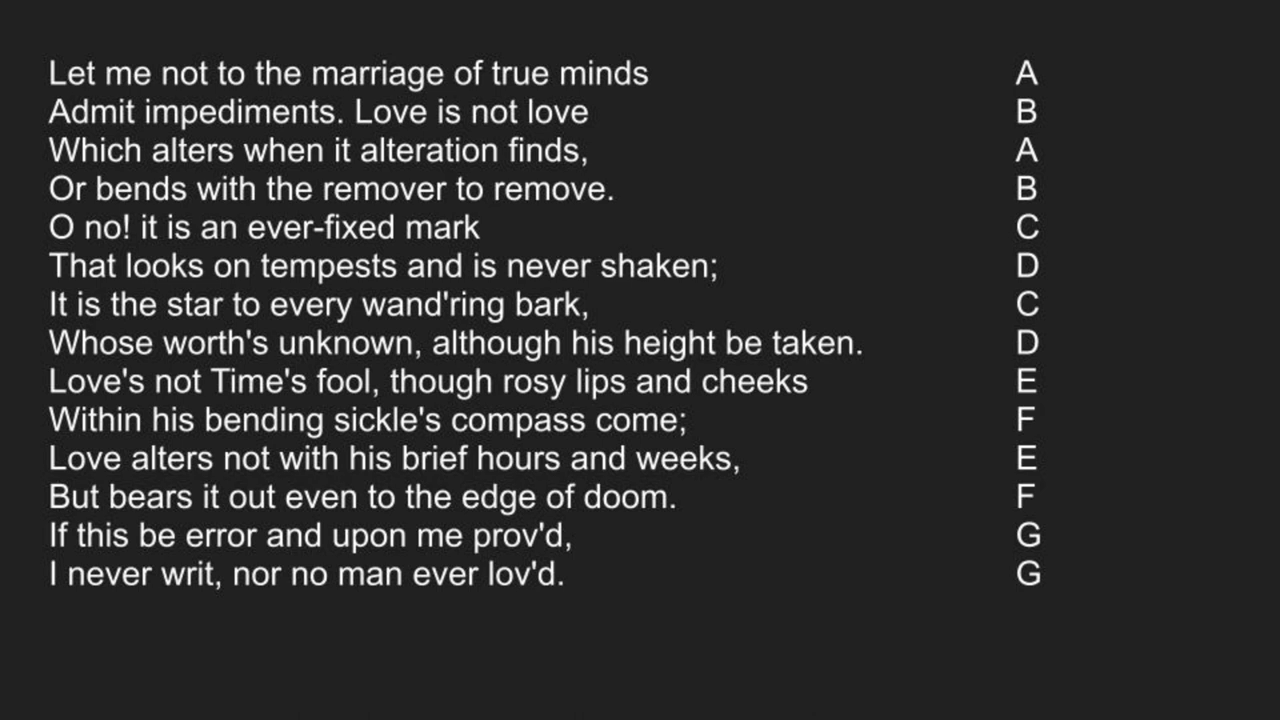 Let me not to the marriage of true minds A
Admit impediments. Love is not love B
Which alters when it alteration finds, A
Or bends with the remover to remove. B
O no! it is an ever-fixed mark C
That looks on tempests and is never shaken; D
It is the star to every wand'ring bark, C
Whose worth's unknown, although his height be taken. D
Love's not Time's fool, though rosy lips and cheeks E
Within his bending sickle's compass come; F
Love alters not with his brief hours and weeks, E
But bears it out even to the edge of doom. F
If this be error and upon me prov'd, G
I never writ, nor no man ever lov'd. G